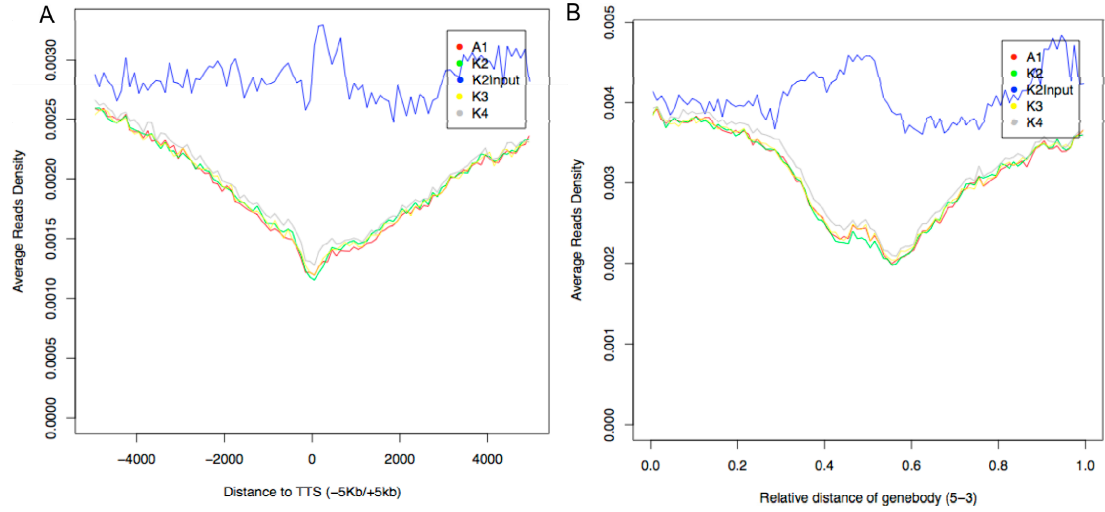 A
0.0030
0.0025
0.0020
0.0015
0.0010
0.0005
0.0000
Average Reads Density
A1
K2
K2Input
K3
K4
−4000 −2000 0 2000 4000
Distance to TTS (−5Kb/+5kb)
B
0.005
0.004
0.003
0.002
0.001
0.000
Average Reads Density
A1
K2
K2Input
K3
K4
0.0 0.2 0.4 0.6 0.8 1.0
Relative distance of genebody (5−3)